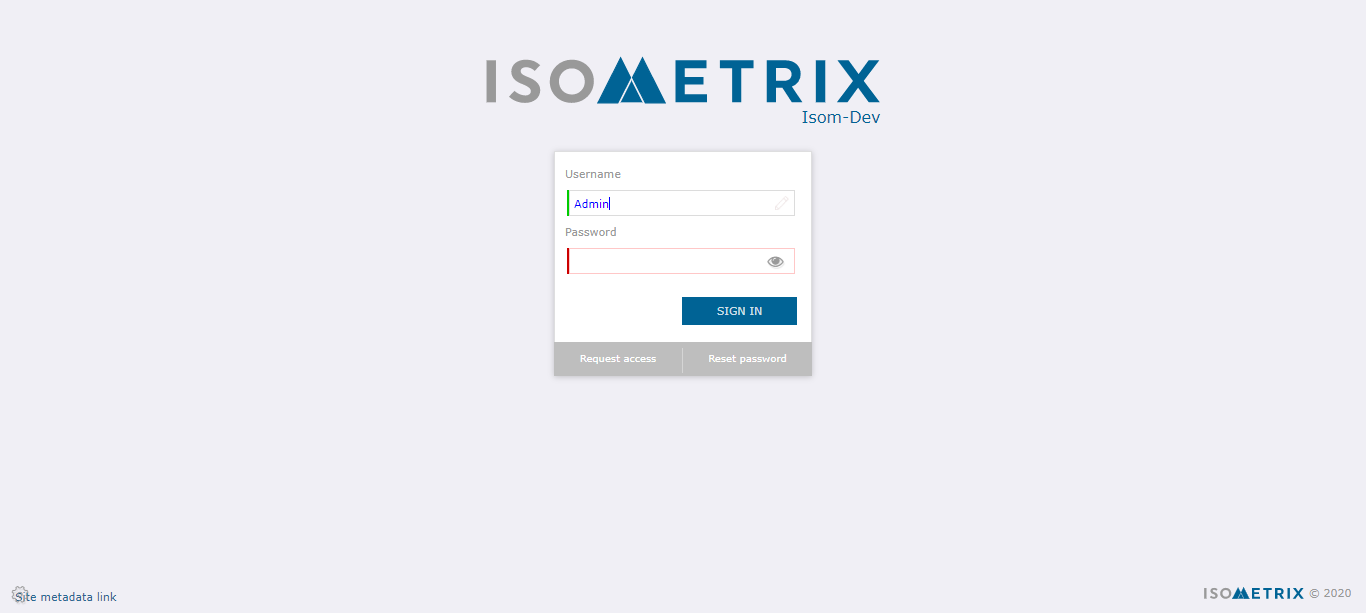 ISOMETRIX
Isom-Dev
Username
Admin
Password
SIGN IN
Request access
Reset password
Site metadata link
ISOMETRIX © 2020